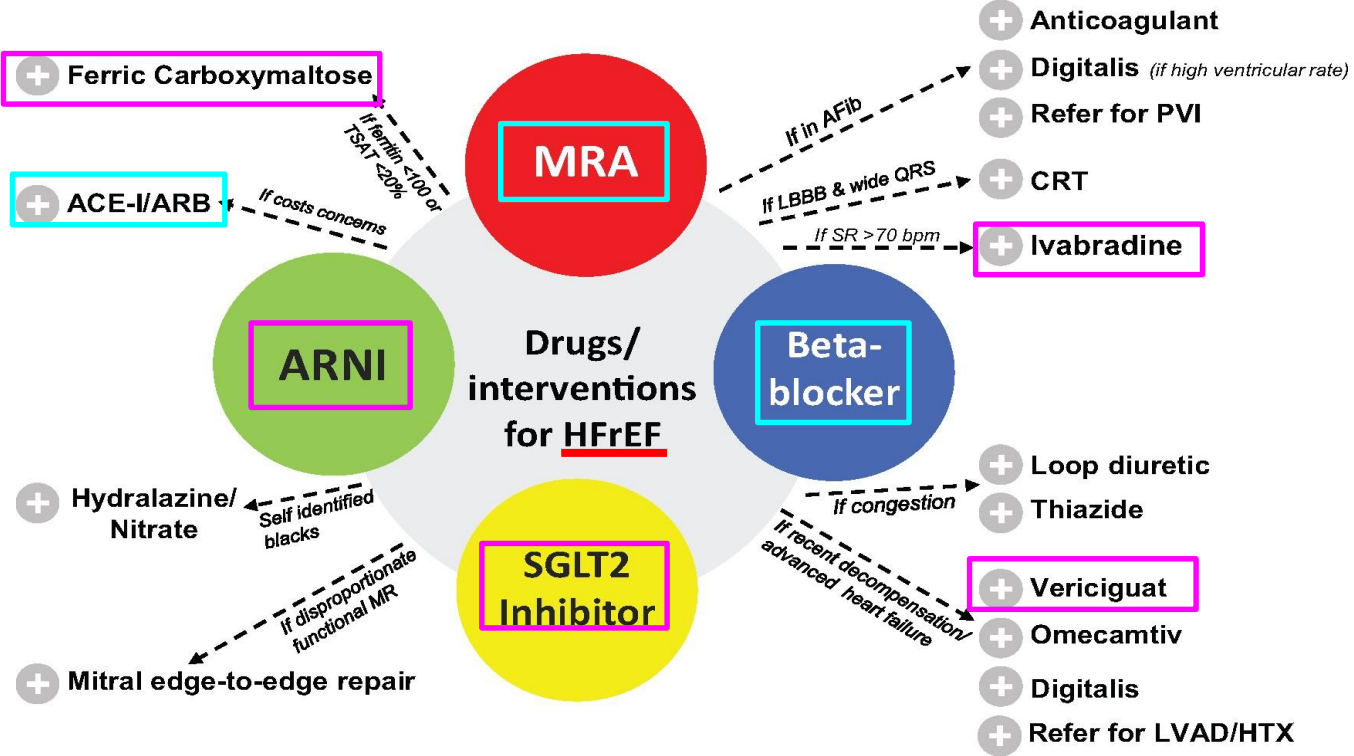 Anticoagulant
Digitalis (if high ventricular rate)
Refer for PVI
Ferric Carboxymaltose
If ferritin <100 or
TSAT <20%
MRA
If in AFib
If LBBB & wide QRS
CRT
ACE-I/ARB
If costs concerns
If SR >70 bpm
Ivabradine
ARNI
Drugs/
interventions
for HFrEF
Beta-
blocker
Hydralazine/
Nitrate
Self identified
blacks
If congestion
Loop diuretic
Thiazide
SGLT2
Inhibitor
If recent decompensation/
advanced heart failure
Vericiguat
Omecamtiv
Digitalis
Refer for LVAD/HTX
If disproportionate
functional MR
Mitral edge-to-edge repair